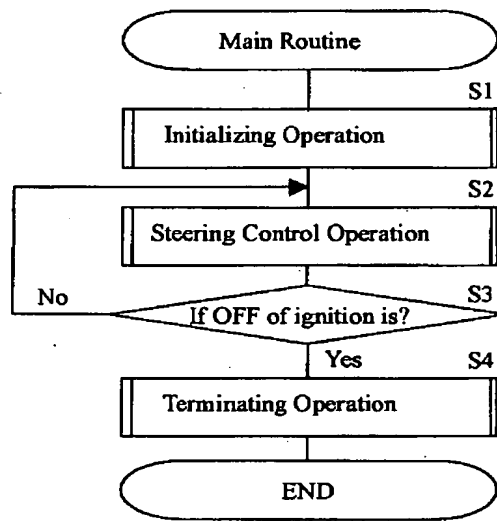 Main Routine
S1
Initializing Operation
S2
Steering Control Operation
S3
If OFF of ignition is?
No
Yes
S4
Terminating Operation
END